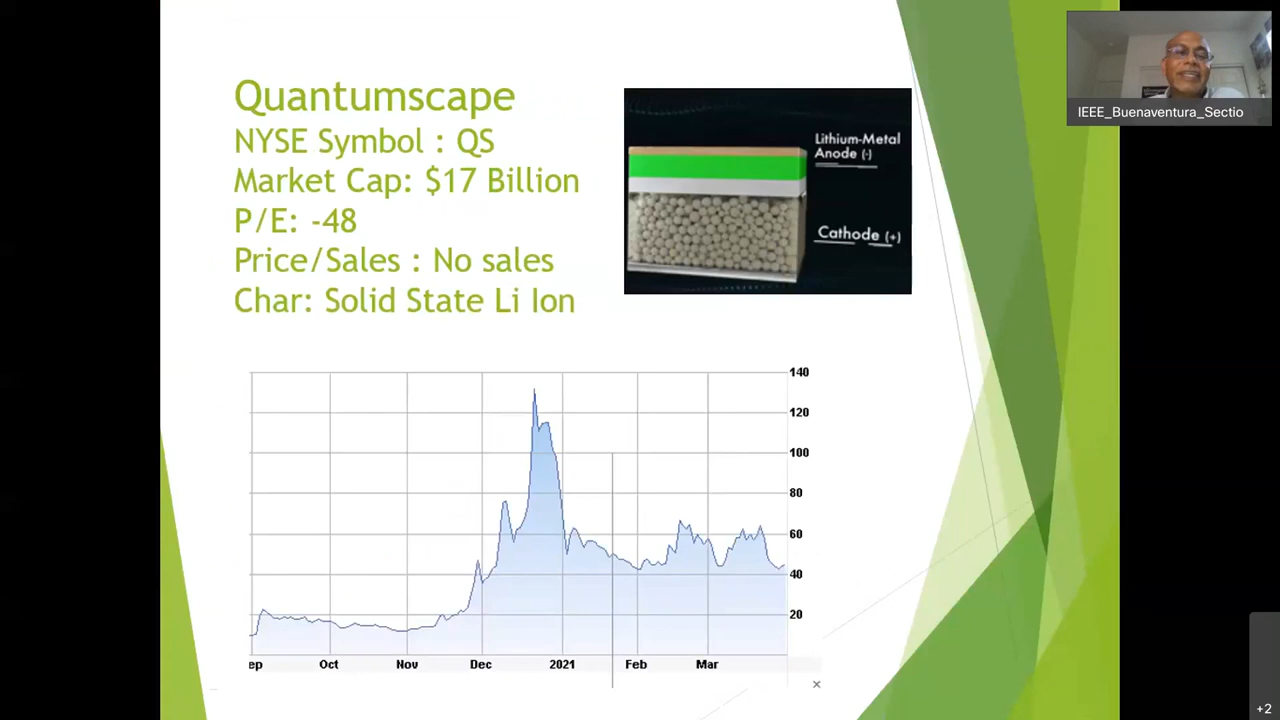 Quantumscape
NYSE Symbol : QS
Market Cap: $17 Billion
P/E: -48
Price/Sales : No sales
Char: Solid State Li Ion
Lithium-Metal
Anode (-)
Cathode (+)
IEEE_Buenaventura_Sectio
140
120
100
80
60
40
20
ep Oct Nov Dec 2021 Feb Mar
+2